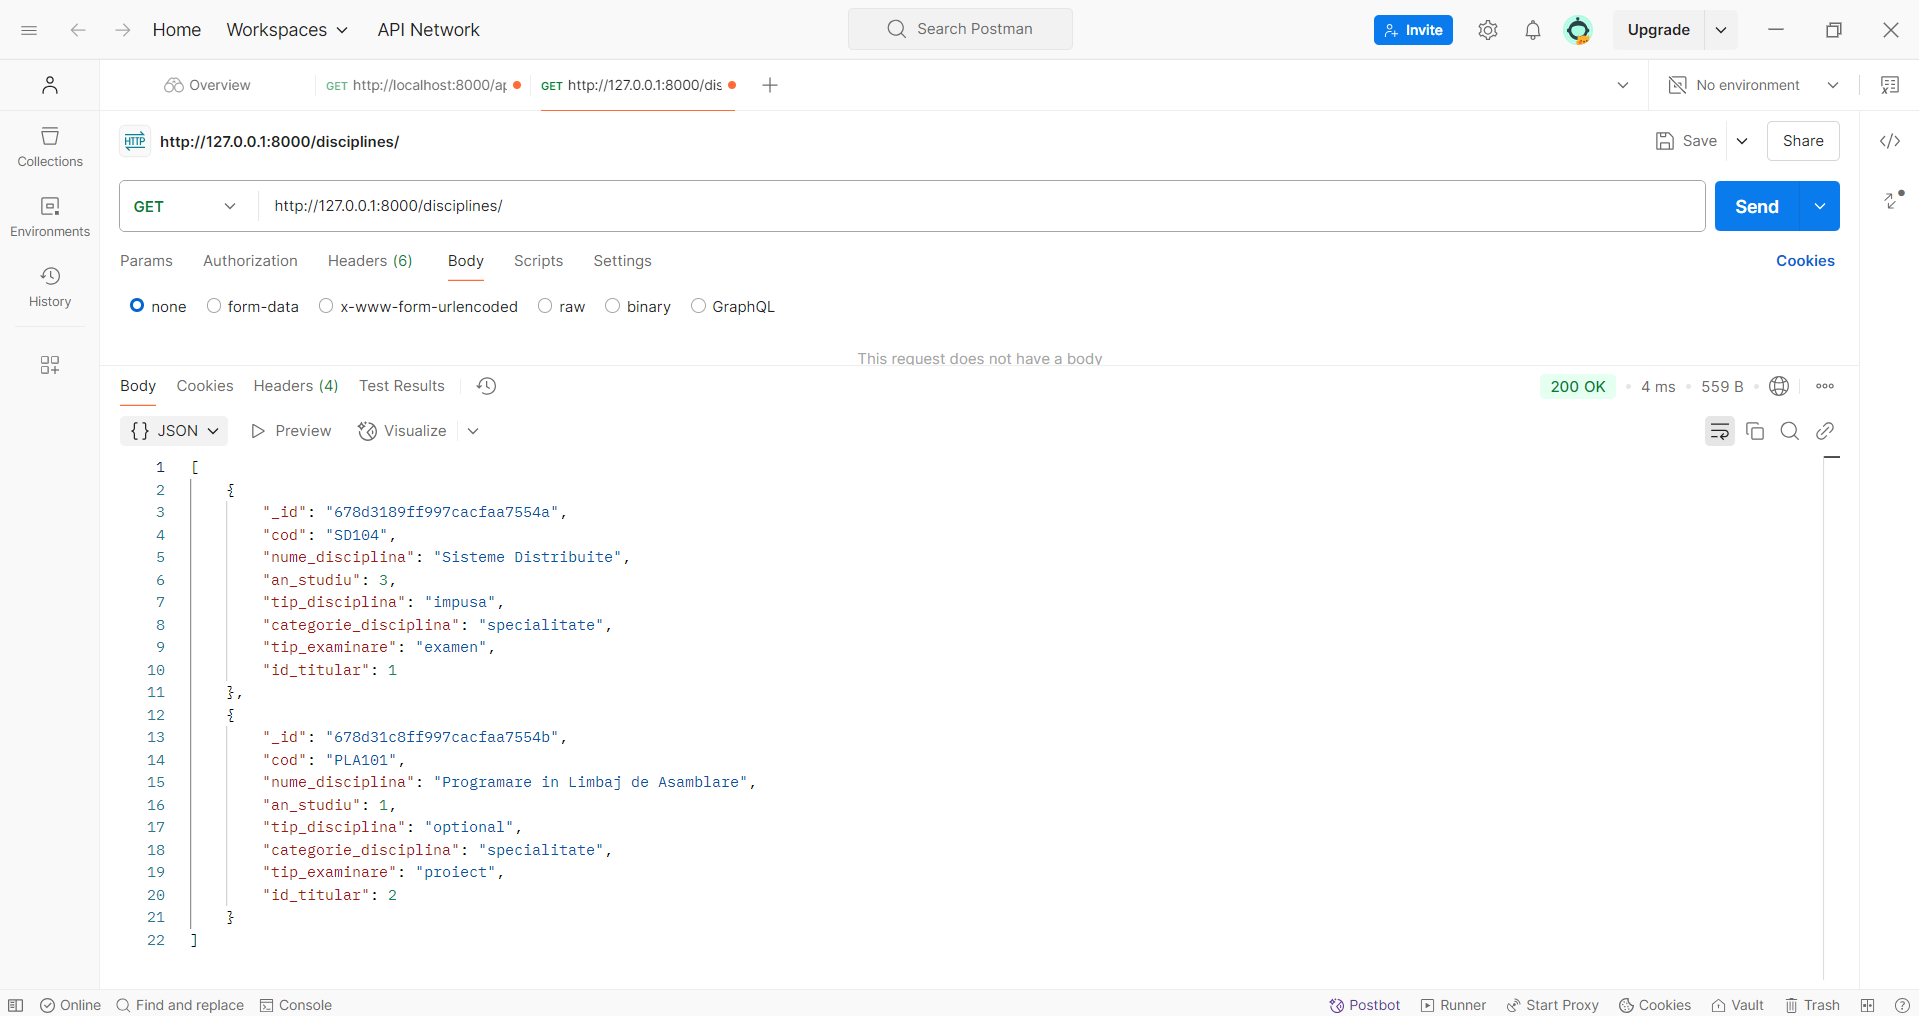 Home Workspaces API Network Search Postman Invite Upgrade
Overview GET http://localhost:8000/ap GET http://127.0.0.1:8000/dis No environment
HTTP http://127.0.0.1:8000/disciplines/ Save Share
Collections
Environments
History
GET http://127.0.0.1:8000/disciplines/ Send
Params Authorization Headers (6) Body Scripts Settings Cookies
none form-data x-www-form-urlencoded raw binary GraphQL
This request does not have a body
Body Cookies Headers (4) Test Results 200 OK 4 ms 559 B
{} JSON Preview Visualize
1 [
2 {
3 "_id": "678d3189ff997cacfaa7554a",
4 "cod": "SD104",
5 "nume_disciplina": "Sisteme Distribuite",
6 "an_studiu": 3,
7 "tip_disciplina": "impusa",
8 "categorie_disciplina": "specialitate",
9 "tip_examinare": "examen",
10 "id_titular": 1
11 },
12 {
13 "_id": "678d31c8ff997cacfaa7554b",
14 "cod": "PLA101",
15 "nume_disciplina": "Programare in Limbaj de Asamblare",
16 "an_studiu": 1,
17 "tip_disciplina": "optional",
18 "categorie_disciplina": "specialitate",
19 "tip_examinare": "proiect",
20 "id_titular": 2
21 }
22 ]
Online Find and replace Console Postbot Runner Start Proxy Cookies Vault Trash